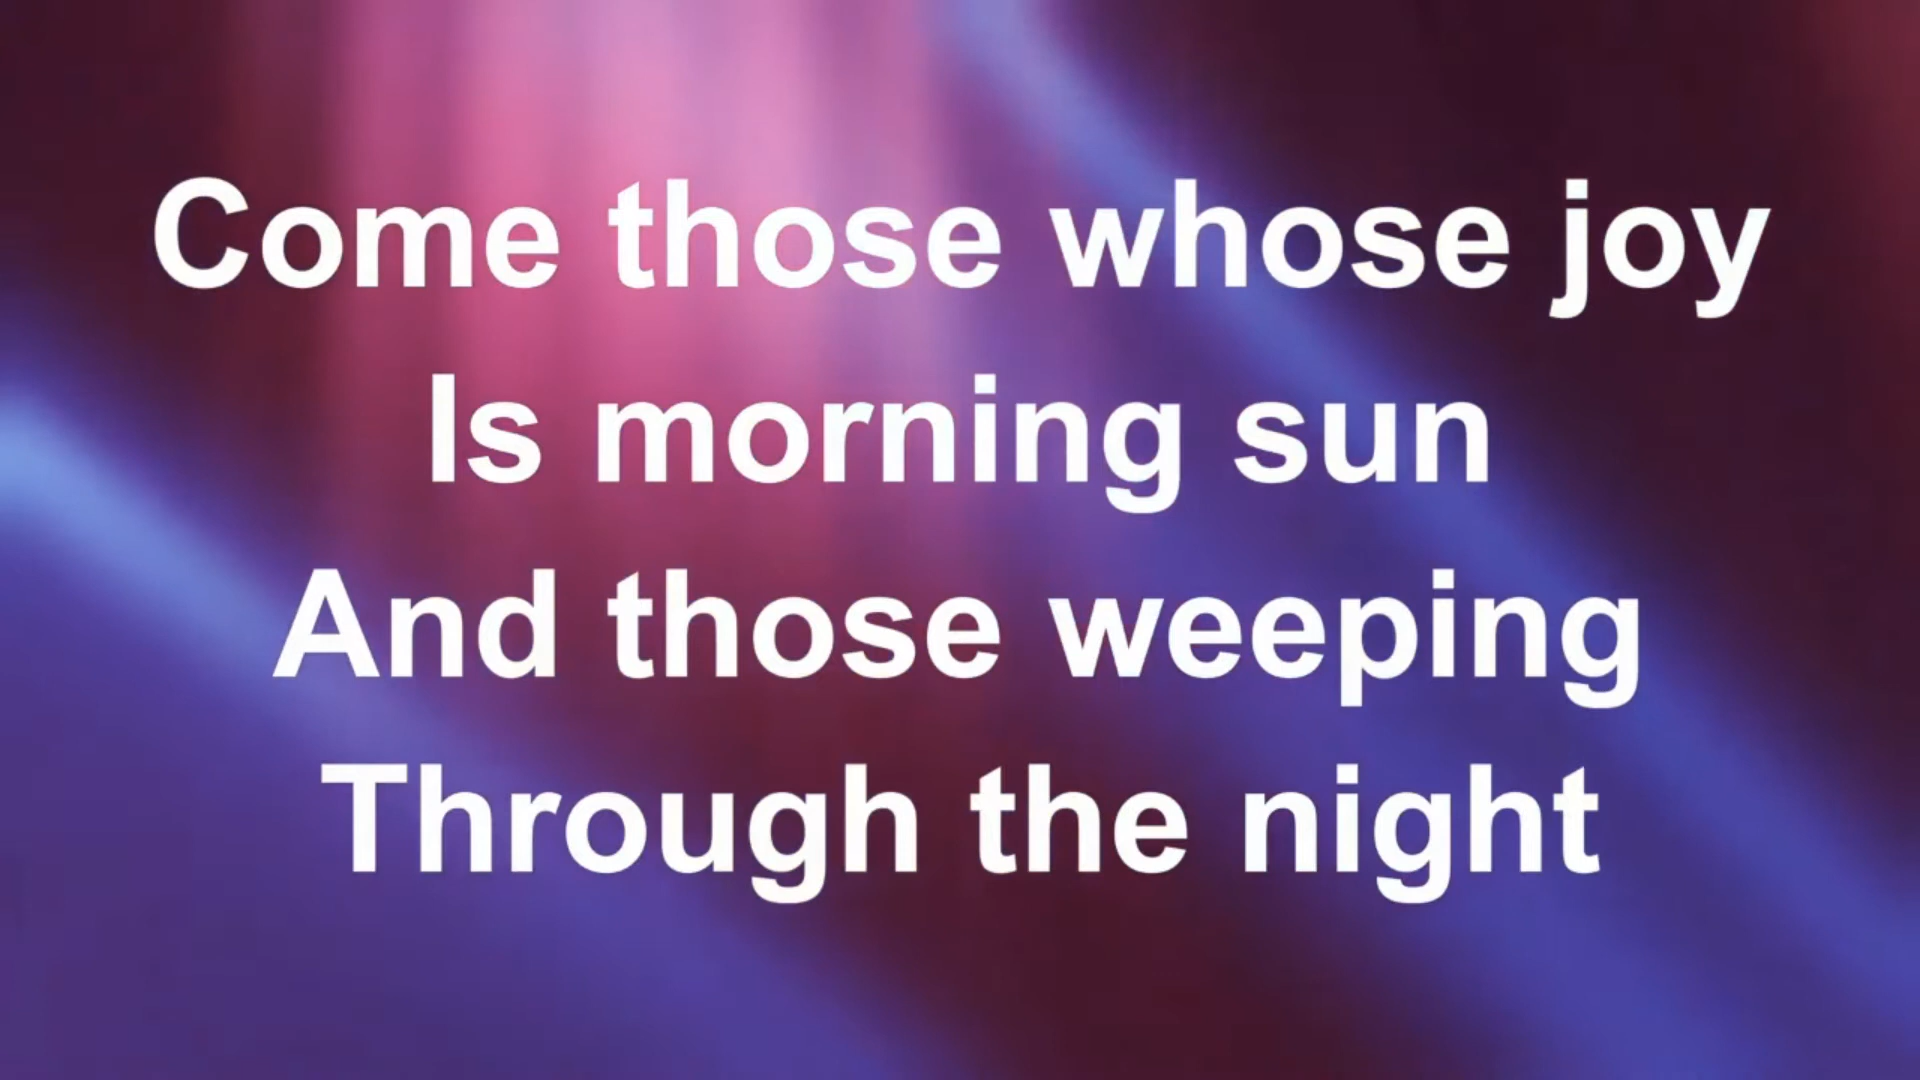 Come those whose joy
Is morning sun
And those weeping
Through the night